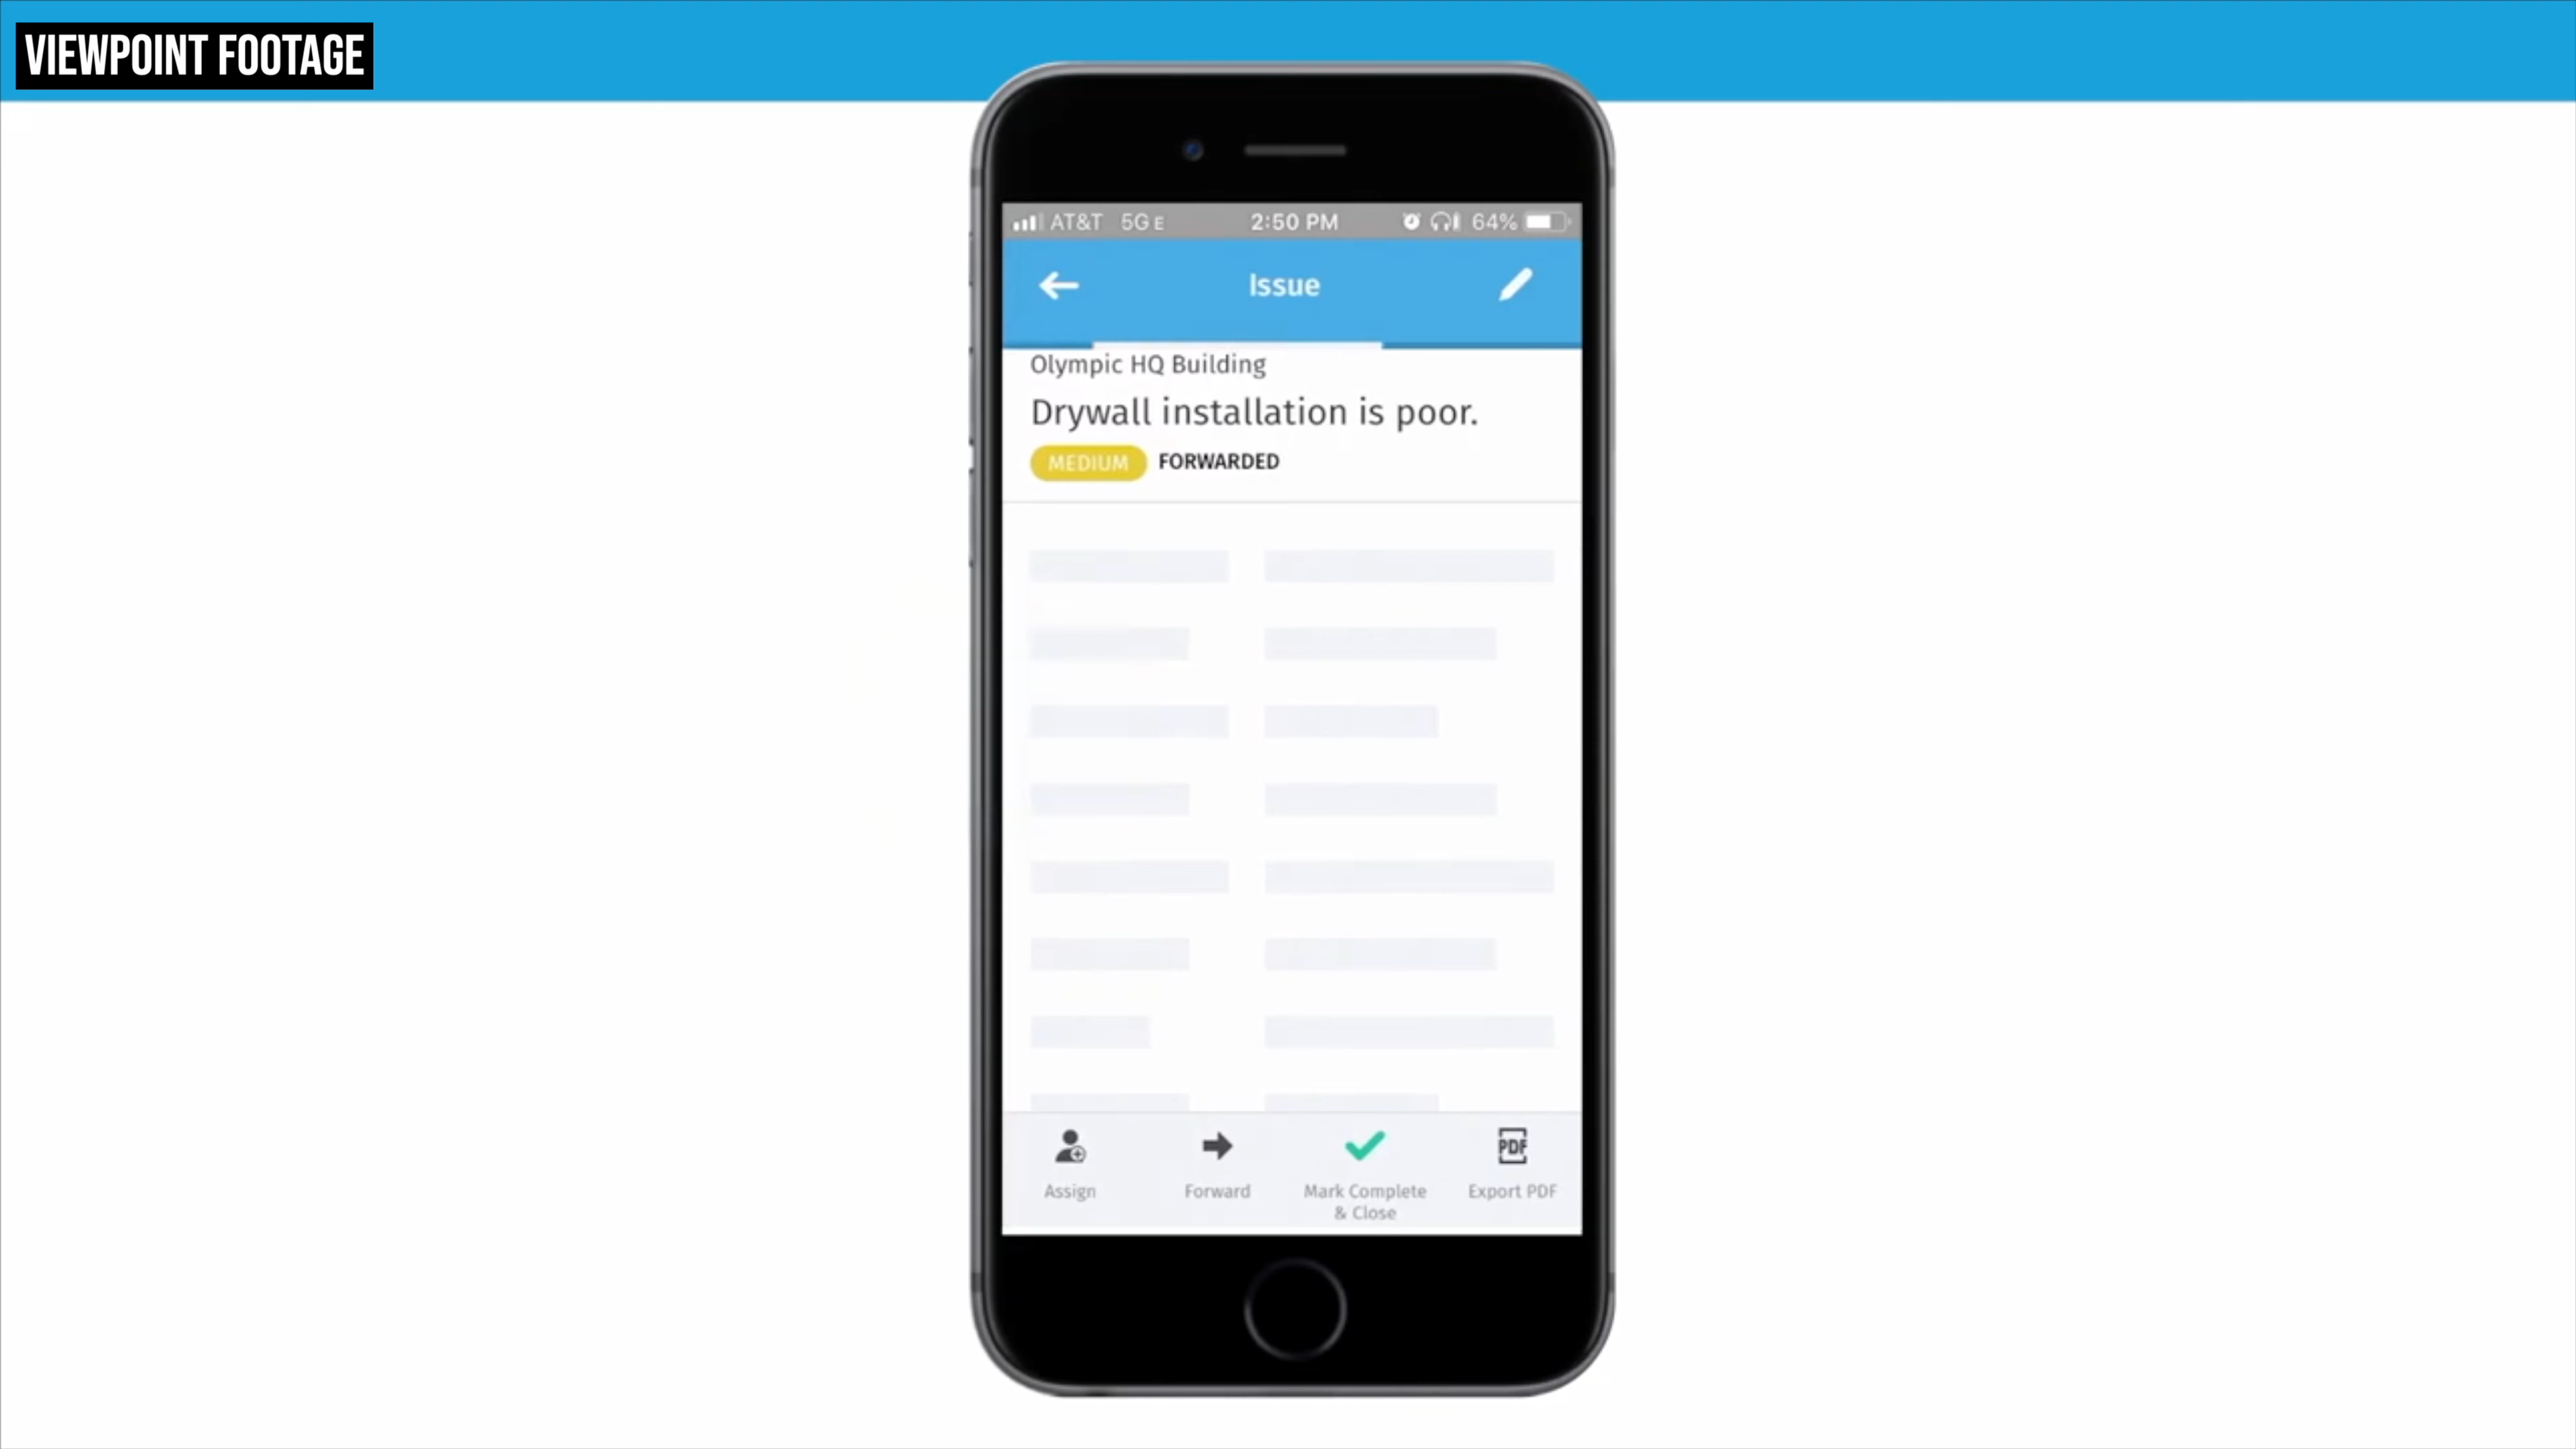 VIEWPOINT FOOTAGE
AT&T 5G E 2:50 PM 64%
Issue
Olympic HQ Building
Drywall installation is poor.
MEDIUM FORWARDED
PDF
Assign
Forward
Mark Complete
& Close
Export PDF